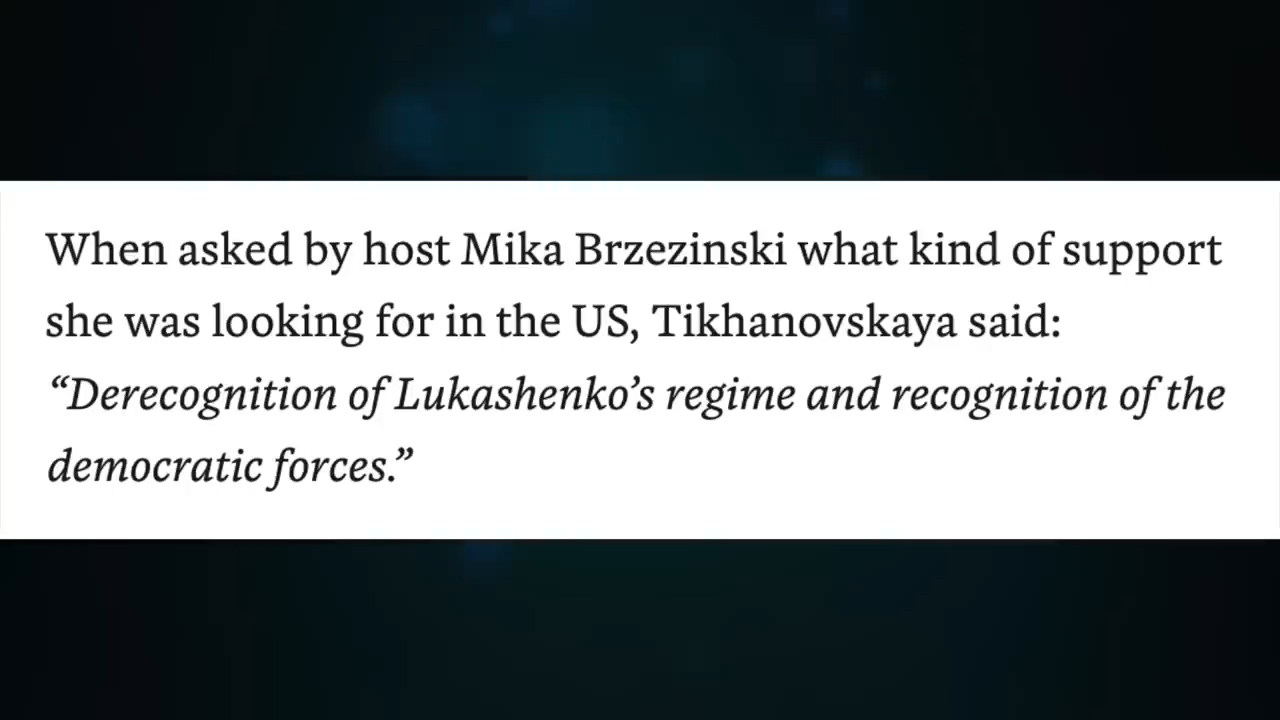 When asked by host Mika Brzezinski what kind of support
she was looking for in the US, Tikhanovskaya said:
“Derecognition of Lukashenko’s regime and recognition of the
democratic forces.”